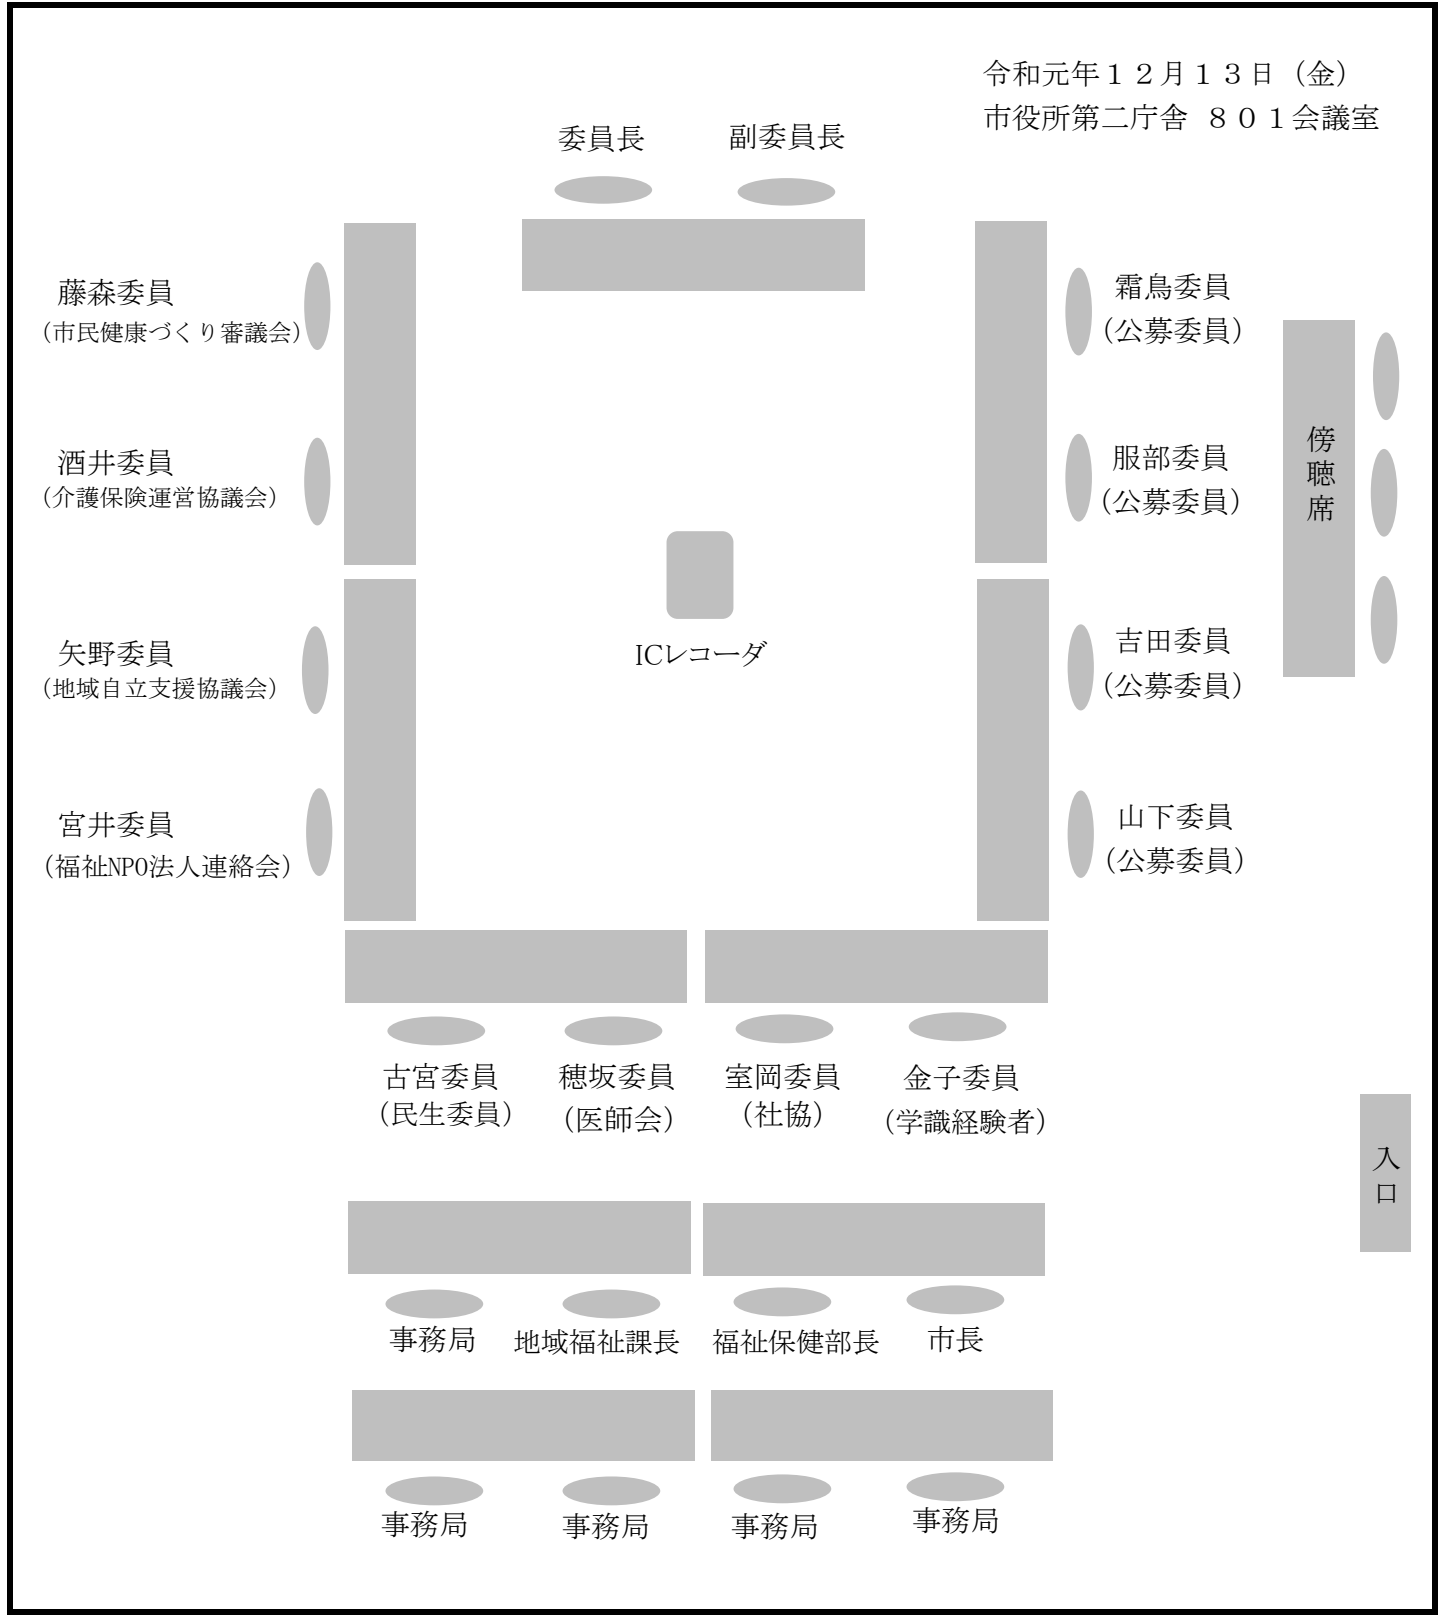 令和元年１２月１３日（金）
市役所第二庁舎 ８０１会議室
委員長
副委員長
藤森委員
（市民健康づくり審議会）
酒井委員
（介護保険運営協議会）
矢野委員
（地域自立支援協議会）
宮井委員
（福祉NPO法人連絡会）
ICレコーダ
霜鳥委員
（公募委員）
服部委員
（公募委員）
吉田委員
（公募委員）
山下委員
（公募委員）
傍聴席
古宮委員
（民生委員）
穂坂委員
（医師会）
室岡委員
（社協）
金子委員
（学識経験者）
入口
事務局
地域福祉課長
福祉保健部長
市長
事務局
事務局
事務局
事務局